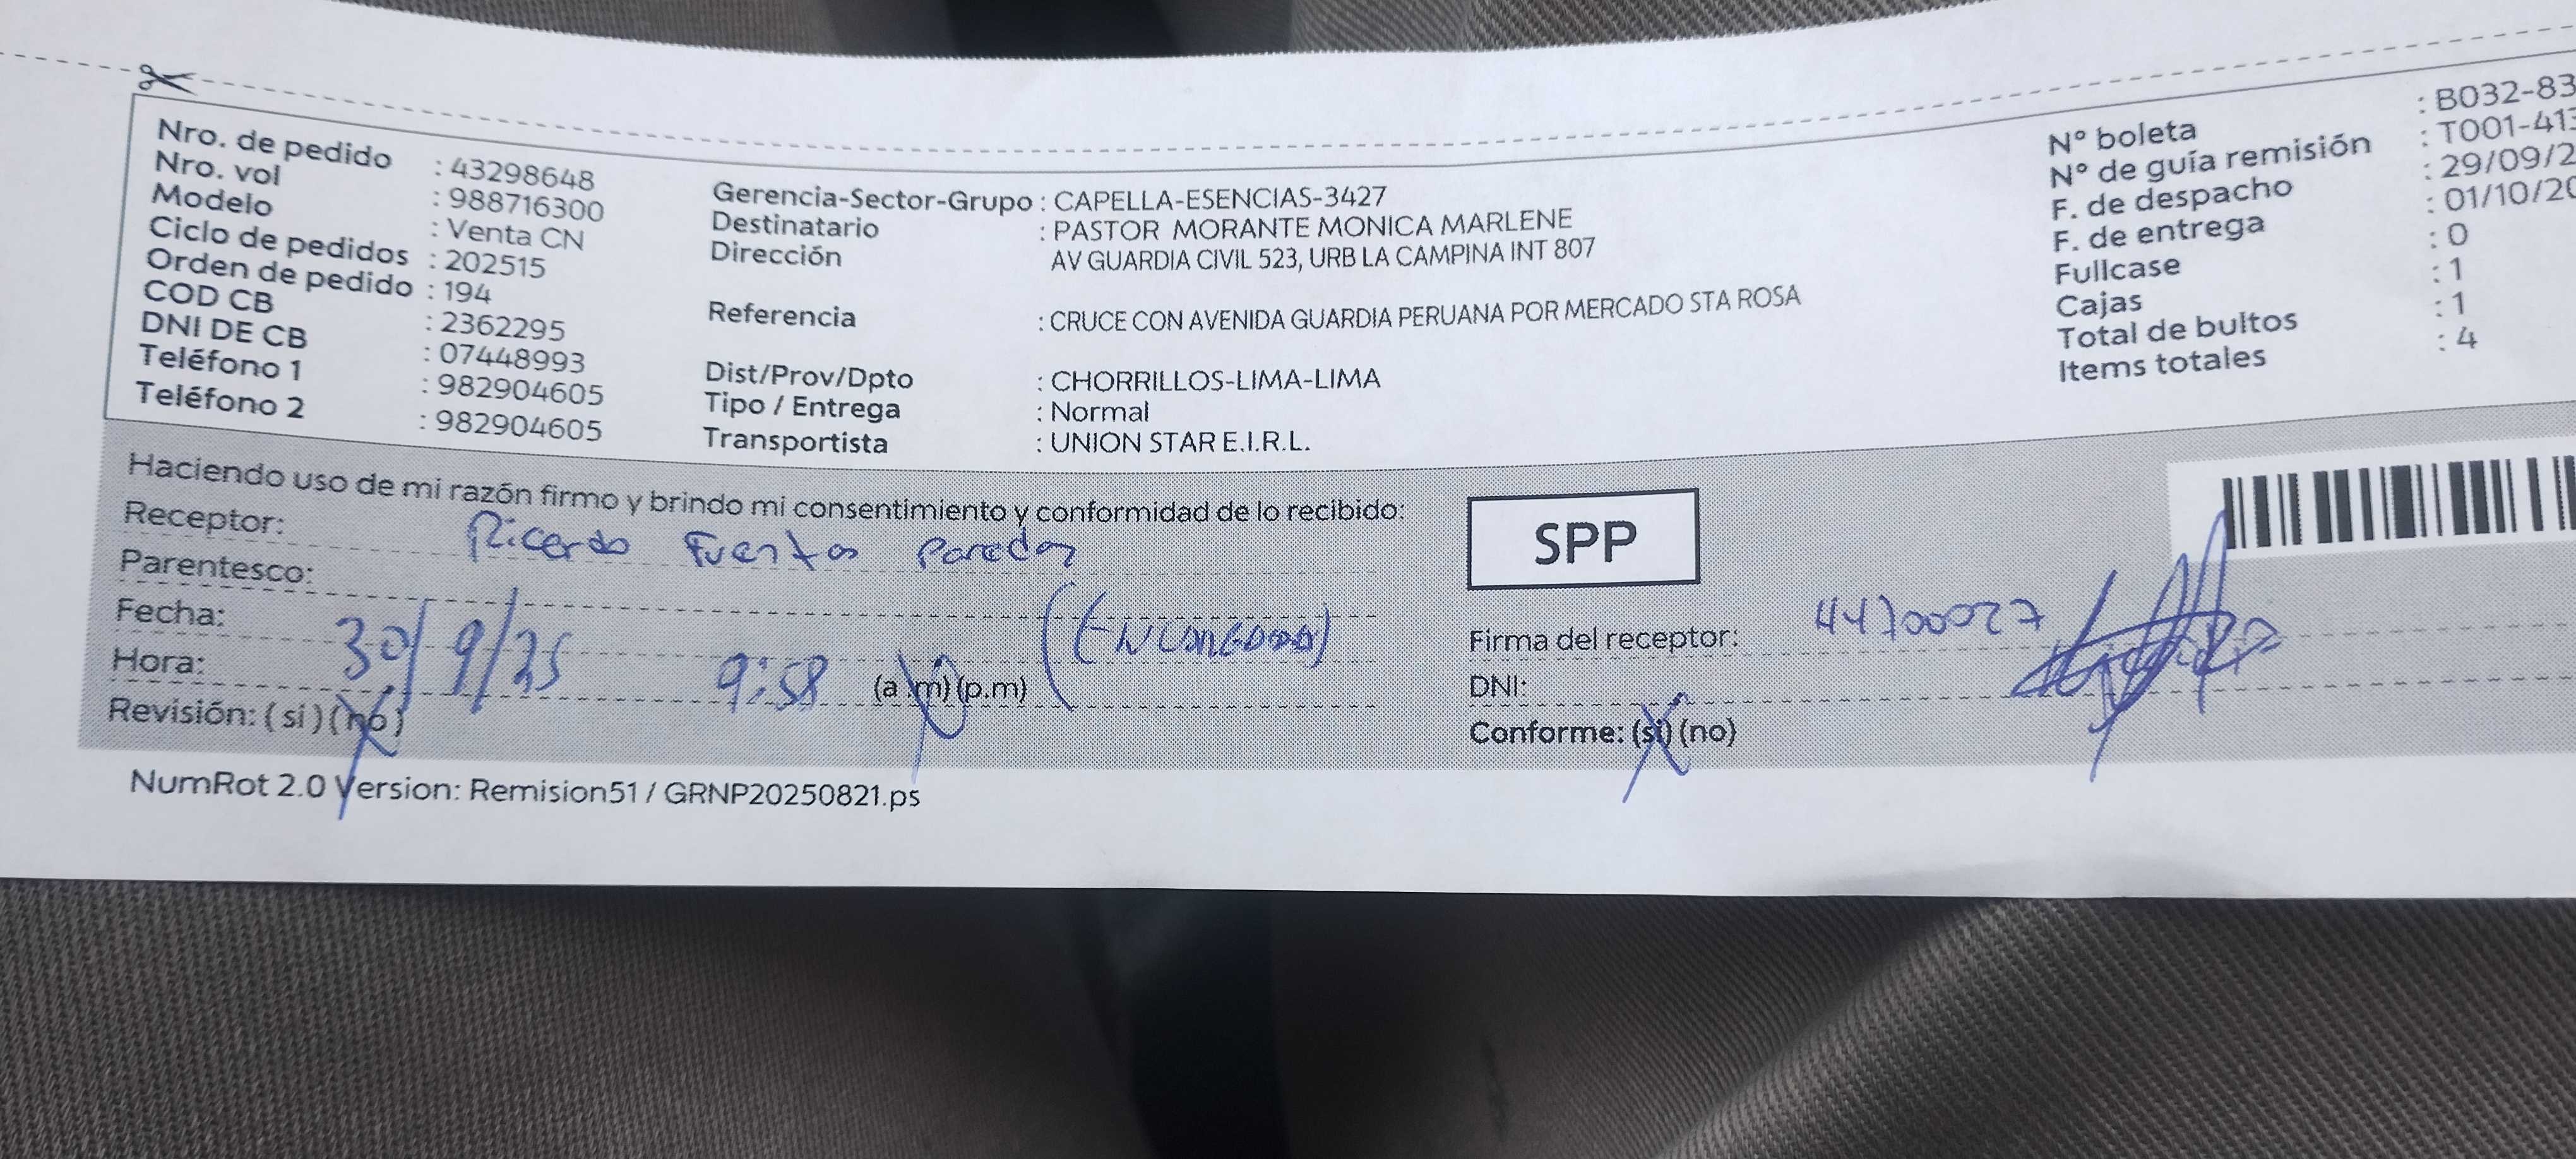 Nro. de pedido : 43298648
Nro. vol : 988716300
Modelo : Venta CN
Ciclo de pedidos : 202515
Orden de pedido : 194
COD CB : 2362295
DNI DE CB : 07448993
Teléfono 1 : 982904605
Teléfono 2 : 982904605
Gerencia-Sector-Grupo : CAPELLA-ESENCIAS-3427
Destinatario : PASTOR MORANTE MONICA MARLENE
Dirección AV GUARDIA CIVIL 523, URB LA CAMPINA INT 807
Referencia : CRUCE CON AVENIDA GUARDIA PERUANA POR MERCADO STA ROSA
Dist/Prov/Dpto : CHORRILLOS-LIMA-LIMA
Tipo / Entrega : Normal
Transportista : UNION STAR E.I.R.L.
N° boleta : B032-83
N° de guía remisión : T001-413
F. de despacho : 29/09/2
F. de entrega : 01/10/20
Fullcase : 0
Cajas : 1
Total de bultos : 1
Items totales : 4
Haciendo uso de mi razón firmo y brindo mi consentimiento y conformidad de lo recibido:
Receptor: Ricardo Fuentes Paredes
Parentesco:
Fecha: 30/9/25
Hora: 9:58 (a.m) (p.m)
Revisión: (si) (no)
SPP
Firma del receptor: 44700027
DNI:
Conforme: (si) (no)
NumRot 2.0 Version: Remision51 / GRNP20250821.ps